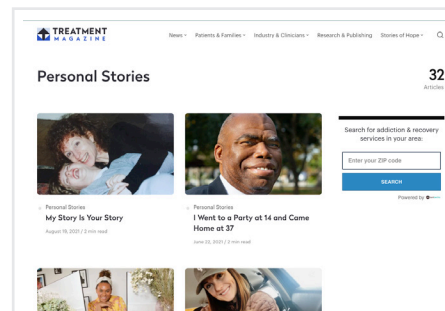 TREATMENT
MAGAZINE
News
Patients & Families
Industry & Clinicians
Research & Publishing
Stories of Hope
Personal Stories
32
Articles
Search for addiction & recovery
services in your area:
Enter your ZIP code
SEARCH
Powered by
Personal Stories
My Story Is Your Story
August 19, 2021 / 2 min read
Personal Stories
I Went to a Party at 14 and Came
Home at 37
June 22, 2021 / 2 min read